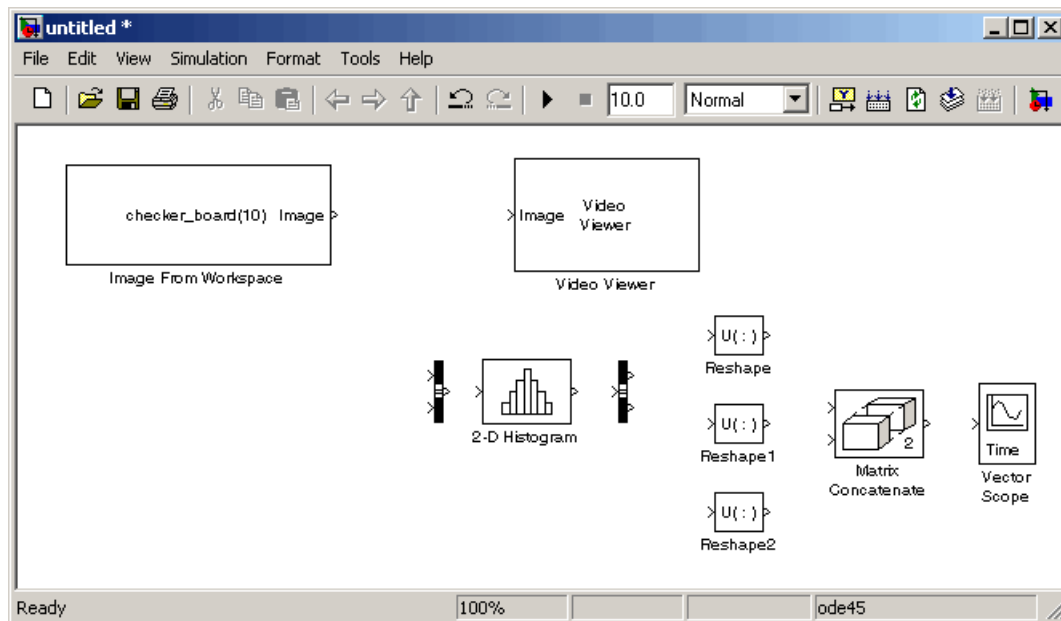 untitled *
File Edit View Simulation Format Tools Help
10.0 Normal
checker_board(10) Image
Image From Workspace
Image Video Viewer
Video Viewer
U(:)
Reshape
2-D Histogram
U(:)
Reshape1
2
Matrix Concatenate
Time
Vector Scope
U(:)
Reshape2
Ready 100% ode45